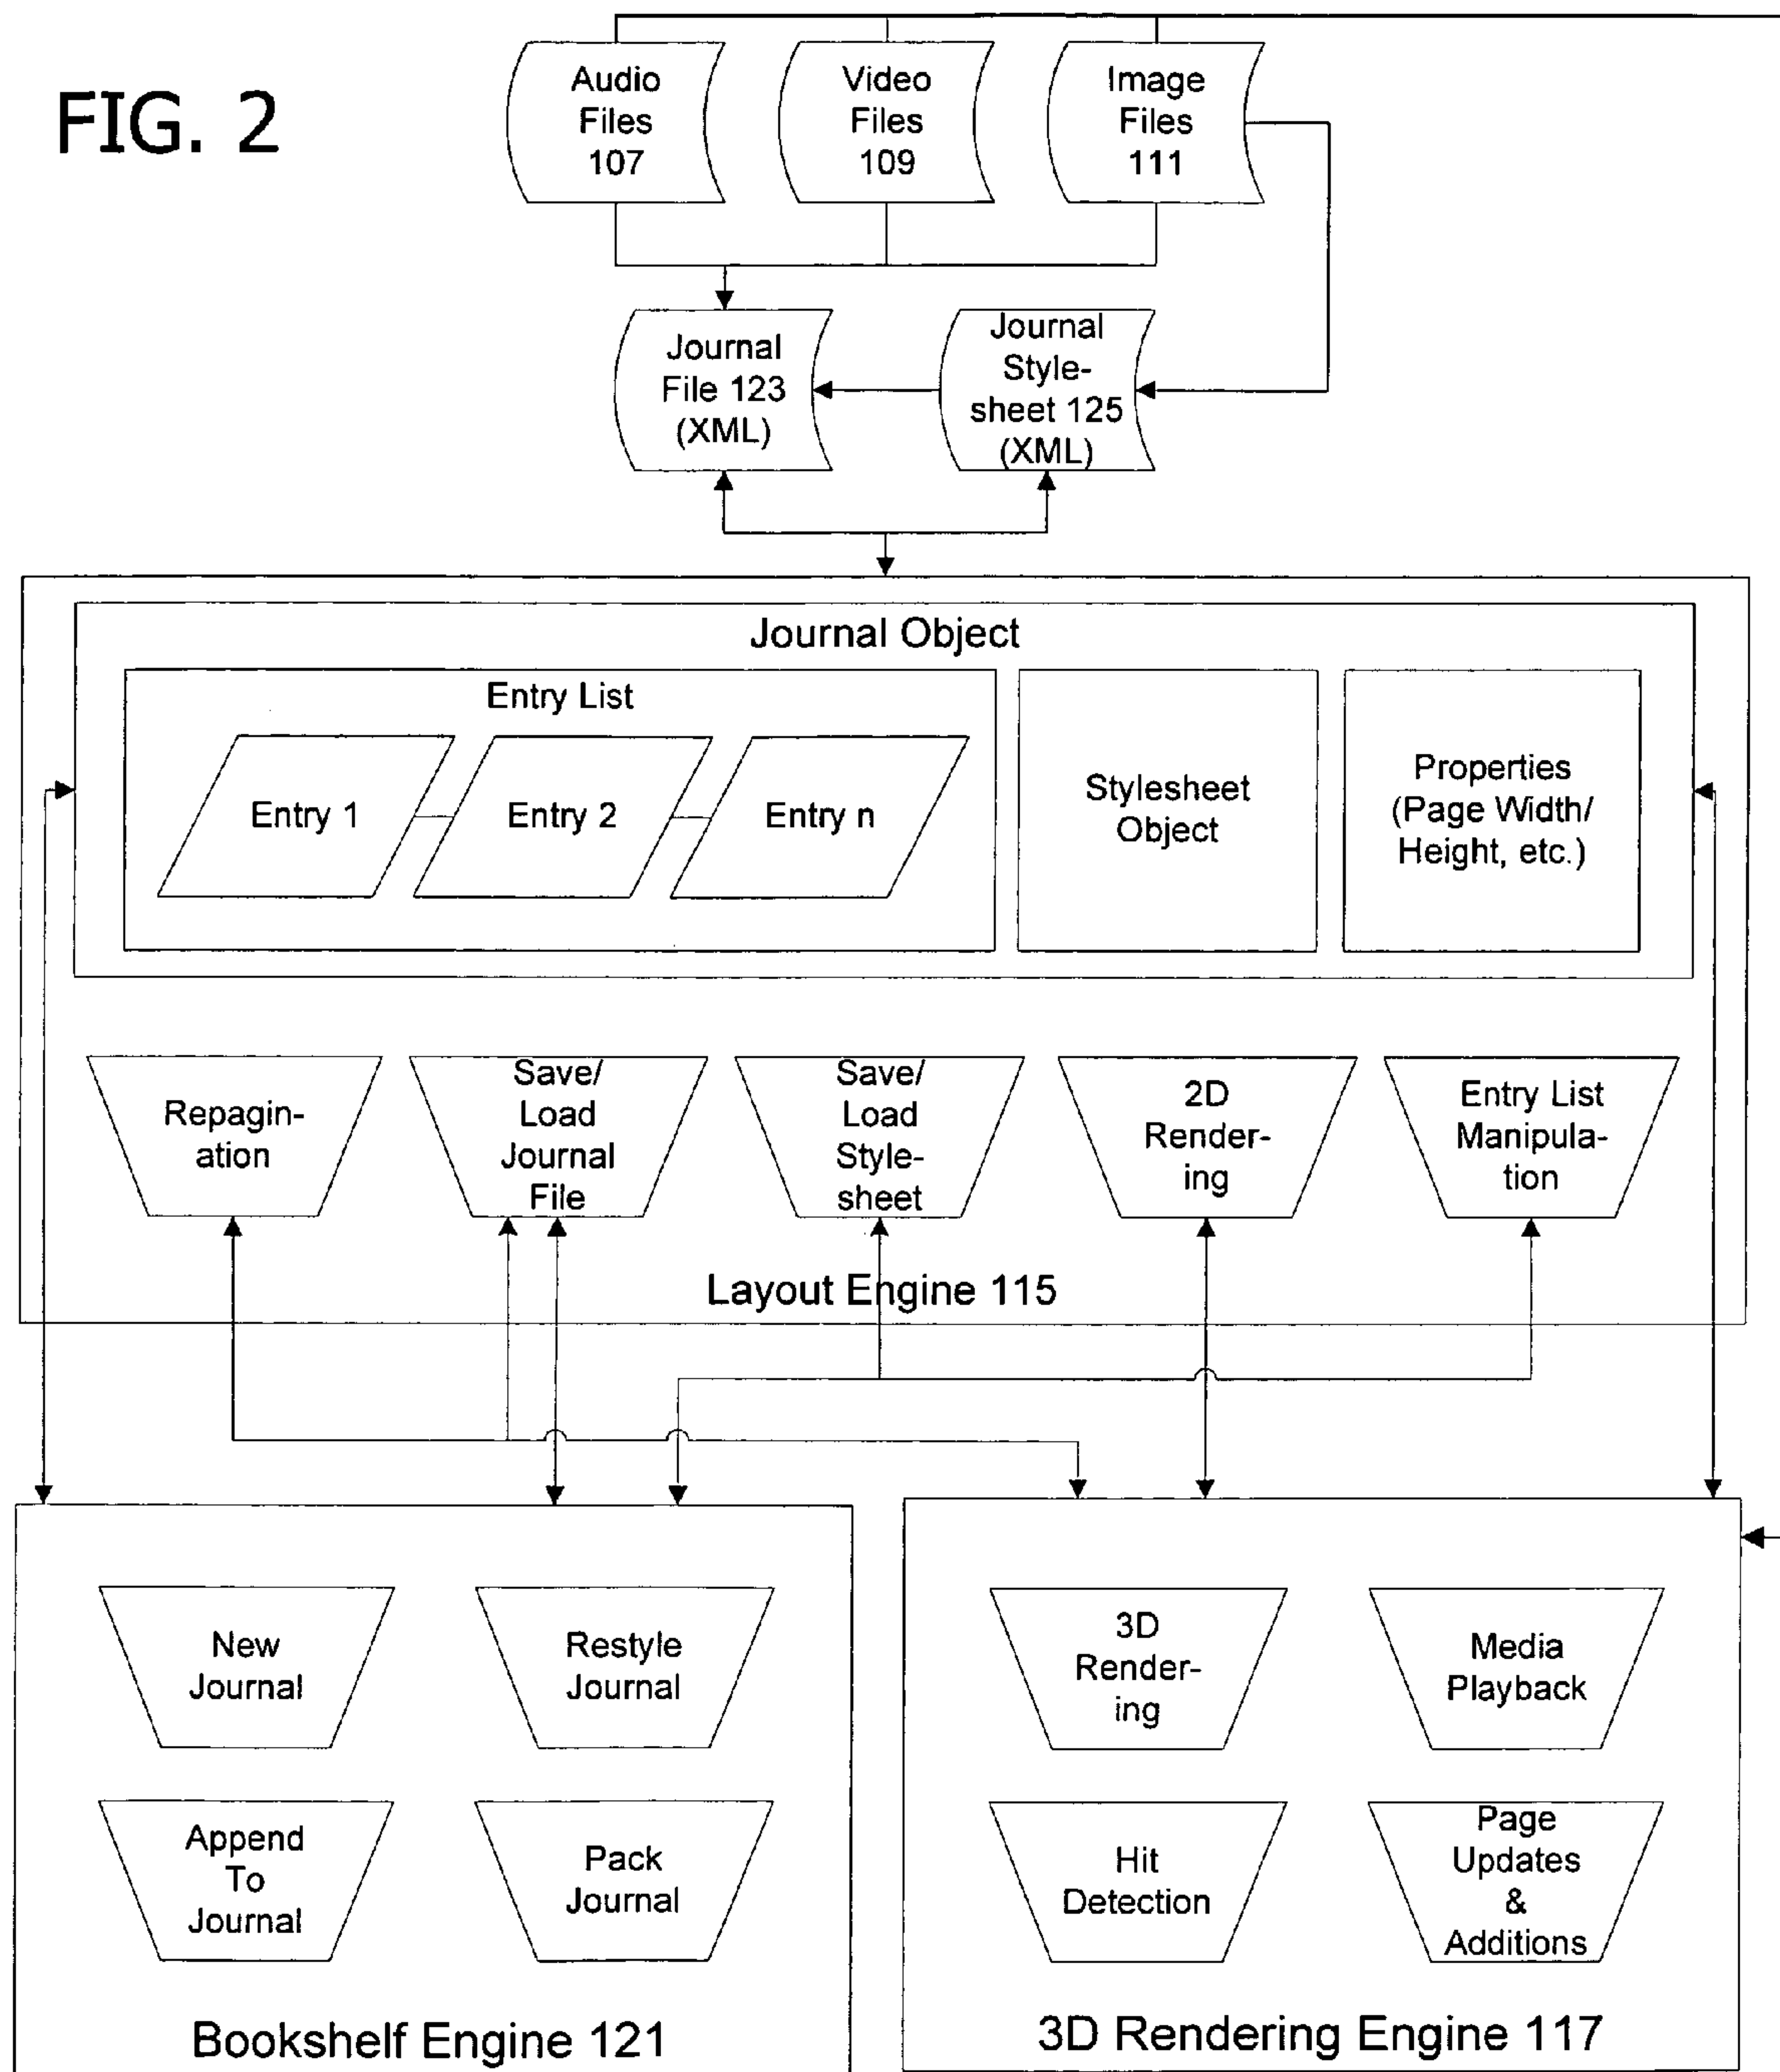 FIG. 2
Audio
Files
107
Video
Files
109
Image
Files
111
Journal
File 123
(XML)
Journal
Style-
sheet 125
(XML)
Journal Object
Entry List
Entry 1
Entry 2
Entry n
Stylesheet
Object
Properties
(Page Width/
Height, etc.)
Repagin-
ation
Save/
Load
Journal
File
Save/
Load
Style-
sheet
2D
Render-
ing
Entry List
Manipula-
tion
Layout Engine 115
New
Journal
Restyle
Journal
Append
To
Journal
Pack
Journal
Bookshelf Engine 121
3D
Render-
ing
Media
Playback
Hit
Detection
Page
Updates
&
Additions
3D Rendering Engine 117